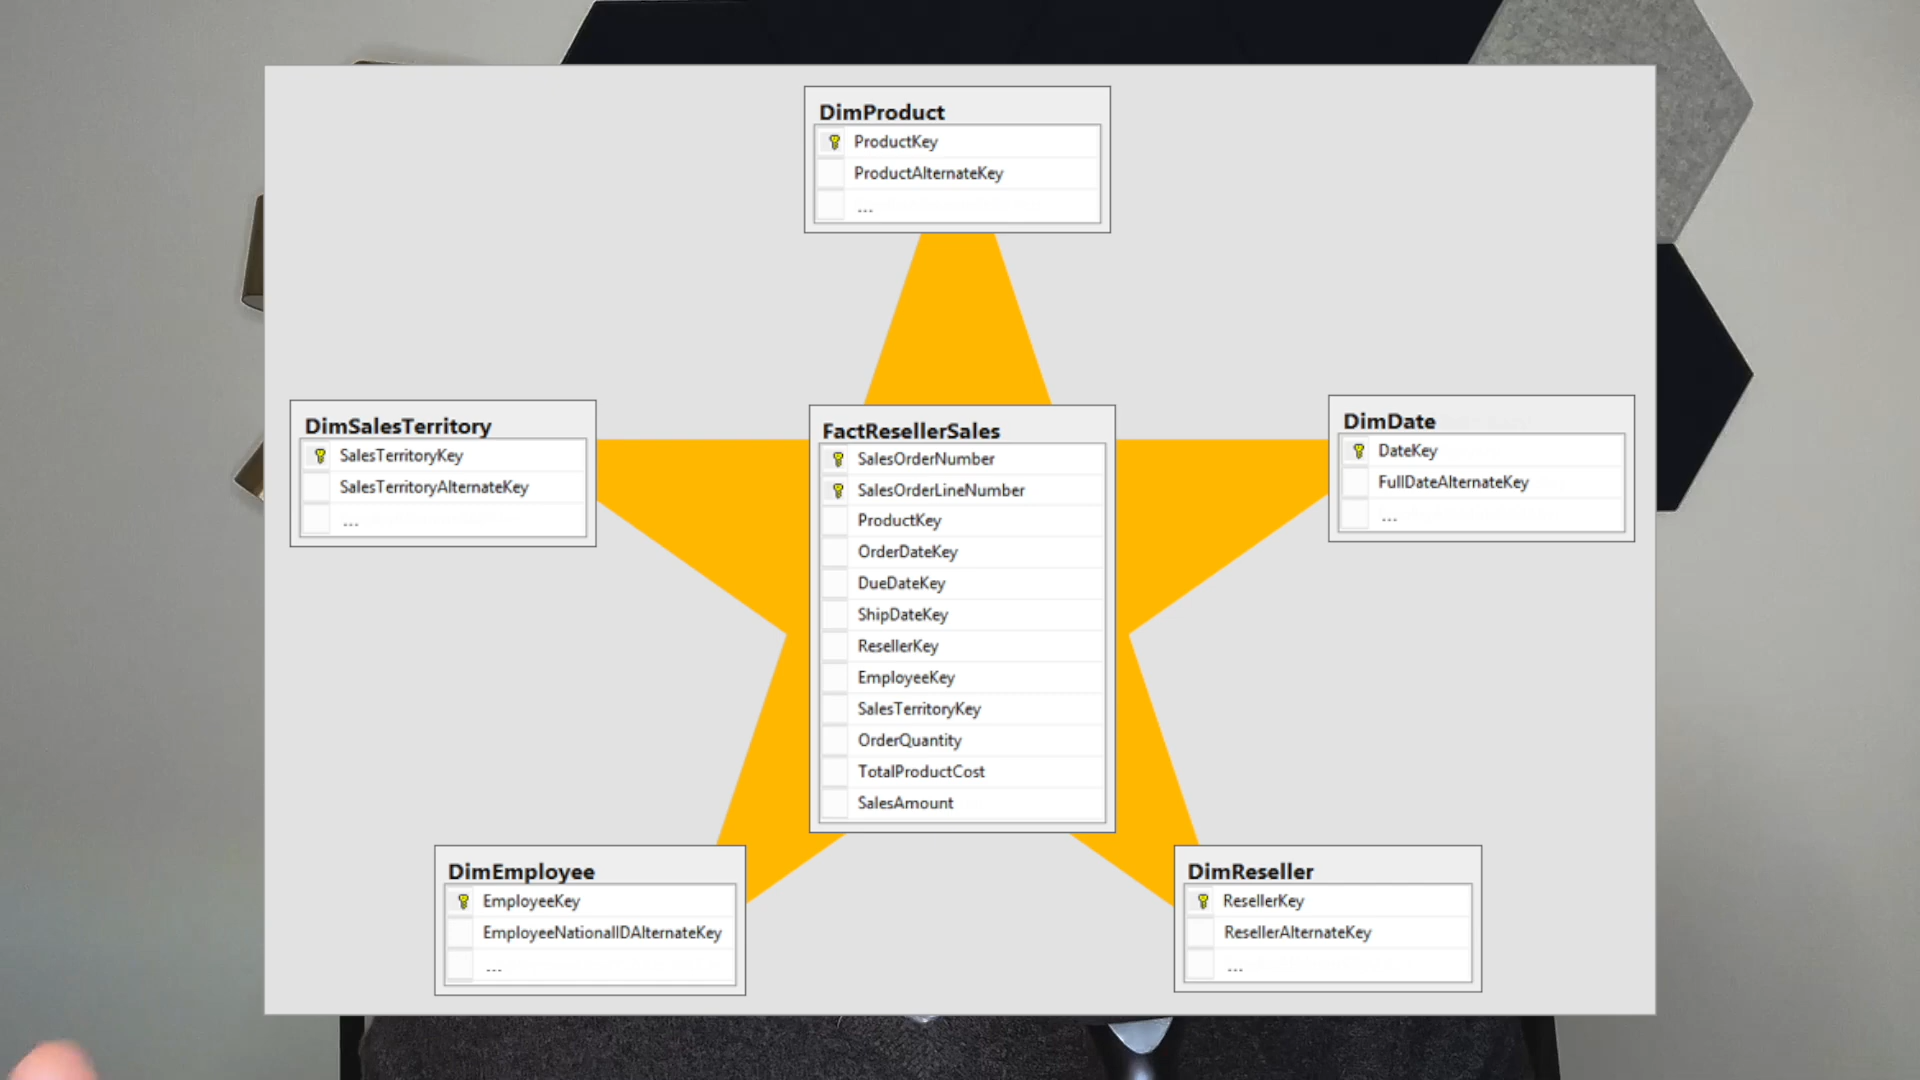 DimProduct
ProductKey
ProductAlternateKey
...
DimSalesTerritory
SalesTerritoryKey
SalesTerritoryAlternateKey
...
FactResellerSales
SalesOrderNumber
SalesOrderLineNumber
ProductKey
OrderDateKey
DueDateKey
ShipDateKey
ResellerKey
EmployeeKey
SalesTerritoryKey
OrderQuantity
TotalProductCost
SalesAmount
DimDate
DateKey
FullDateAlternateKey
...
DimEmployee
EmployeeKey
EmployeeNationalIDAlternateKey
...
DimReseller
ResellerKey
ResellerAlternateKey
...